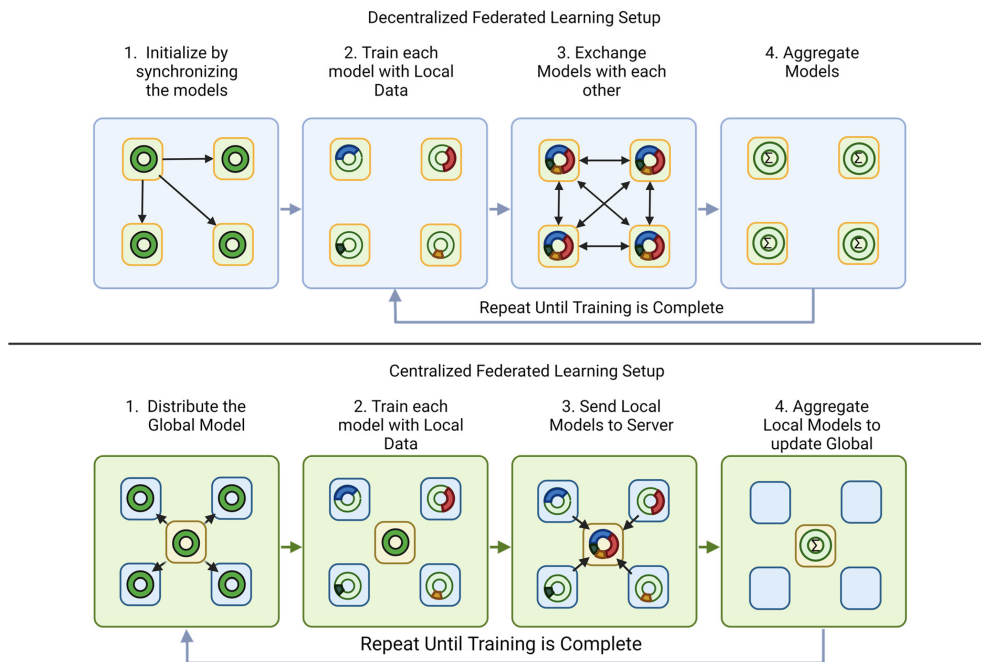 Decentralized Federated Learning Setup
1. Initialize by
synchronizing
the models
2. Train each
model with Local
Data
3. Exchange
Models with each
other
4. Aggregate
Models
Σ
Σ
Σ
Σ
Repeat Until Training is Complete
Centralized Federated Learning Setup
1. Distribute the
Global Model
2. Train each
model with Local
Data
3. Send Local
Models to Server
4. Aggregate
Local Models to
update Global
Σ
Repeat Until Training is Complete